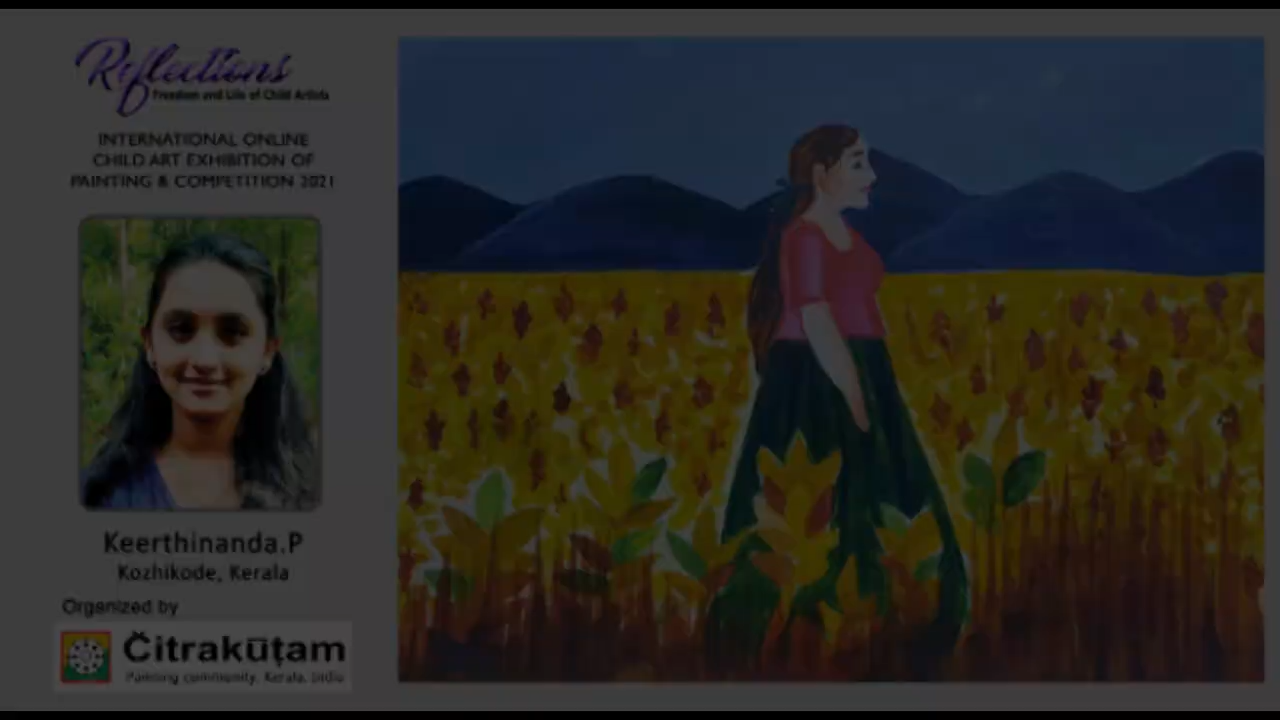 Reflections
Freedom and Life of Child Artists
INTERNATIONAL ONLINE
CHILD ART EXHIBITION OF
PAINTING & COMPETITION 2021
Keerthinanda.P
Kozhikode, Kerala
Organized by
Čitrakūṭam
Painting community, Kerala, India